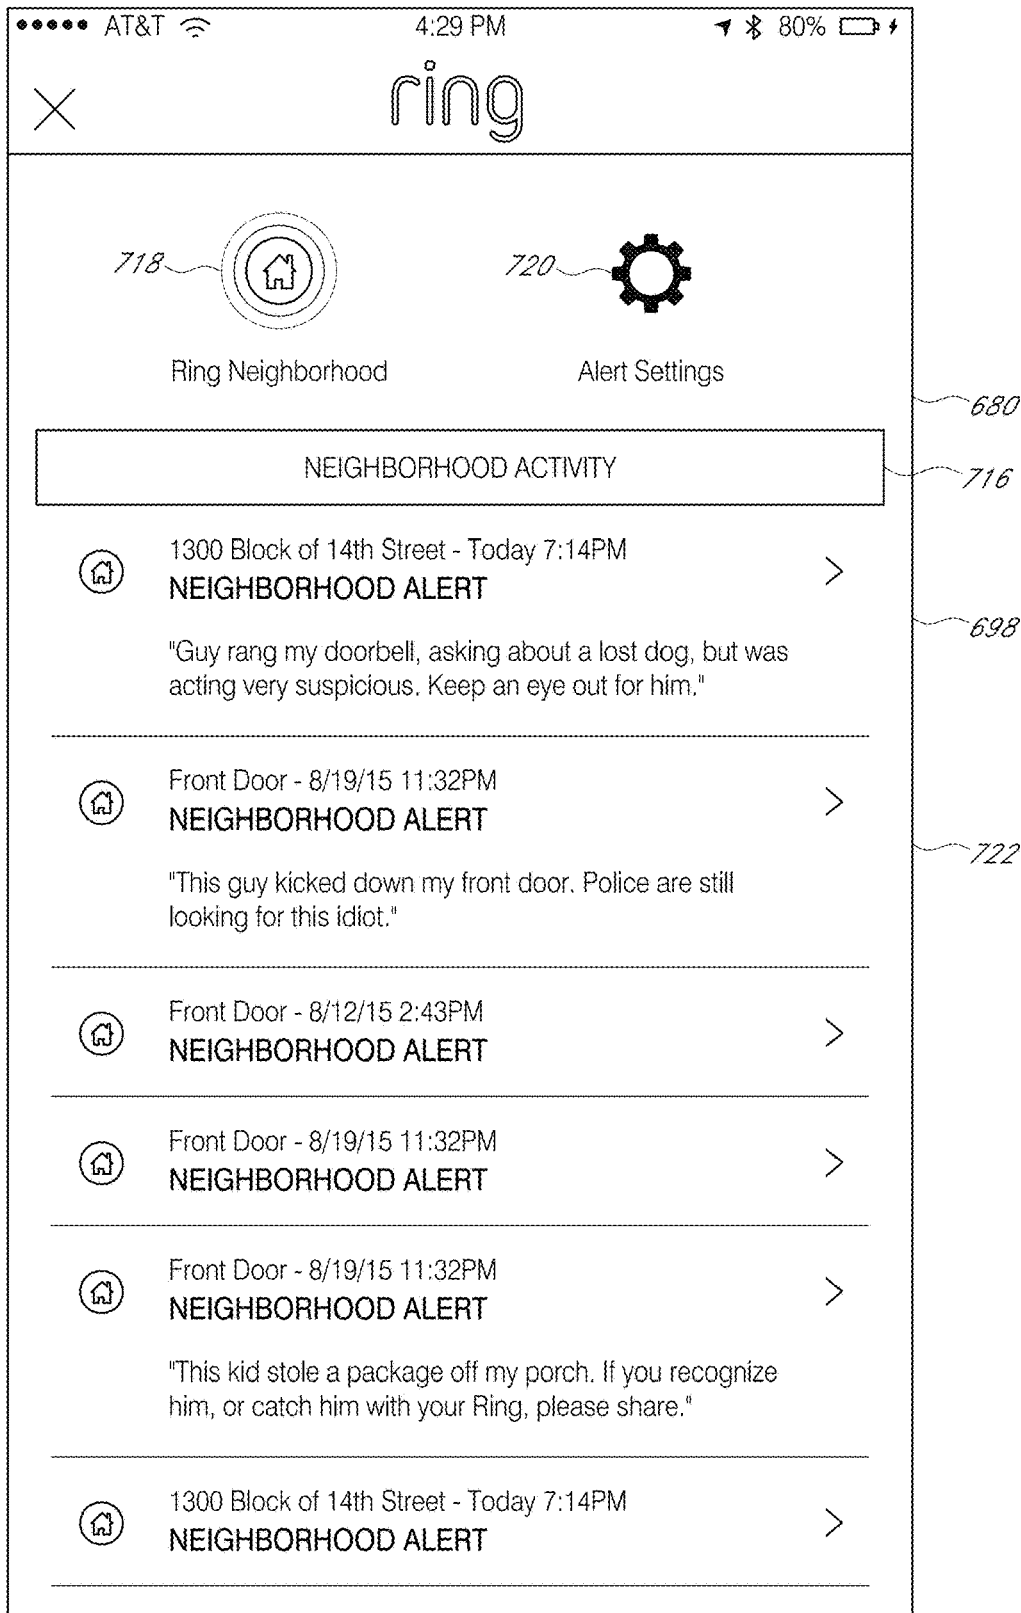 AT&T 4:29 PM 80%
ring
718 720
Ring Neighborhood Alert Settings
680
NEIGHBORHOOD ACTIVITY
716
1300 Block of 14th Street - Today 7:14PM
NEIGHBORHOOD ALERT
698
"Guy rang my doorbell, asking about a lost dog, but was
acting very suspicious. Keep an eye out for him."
Front Door - 8/19/15 11:32PM
NEIGHBORHOOD ALERT
722
"This guy kicked down my front door. Police are still
looking for this idiot."
Front Door - 8/12/15 2:43PM
NEIGHBORHOOD ALERT
Front Door - 8/19/15 11:32PM
NEIGHBORHOOD ALERT
Front Door - 8/19/15 11:32PM
NEIGHBORHOOD ALERT
"This kid stole a package off my porch. If you recognize
him, or catch him with your Ring, please share."
1300 Block of 14th Street - Today 7:14PM
NEIGHBORHOOD ALERT